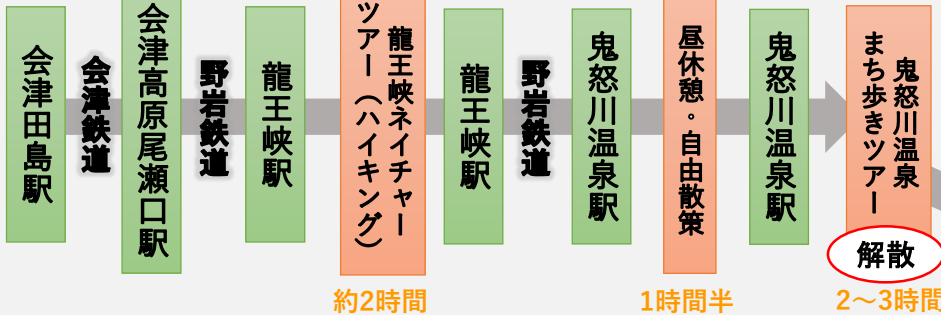 会津田島駅
会津鉄道
会津高原尾瀬口駅
野岩鉄道
龍王峡駅
龍王峡ネイチャー
ツアー（ハイキング）
約2時間
龍王峡駅
野岩鉄道
鬼怒川温泉駅
昼休憩。自由散策
1時間半
鬼怒川温泉駅
鬼怒川温泉
まち歩きツアー
解散
2～3時間